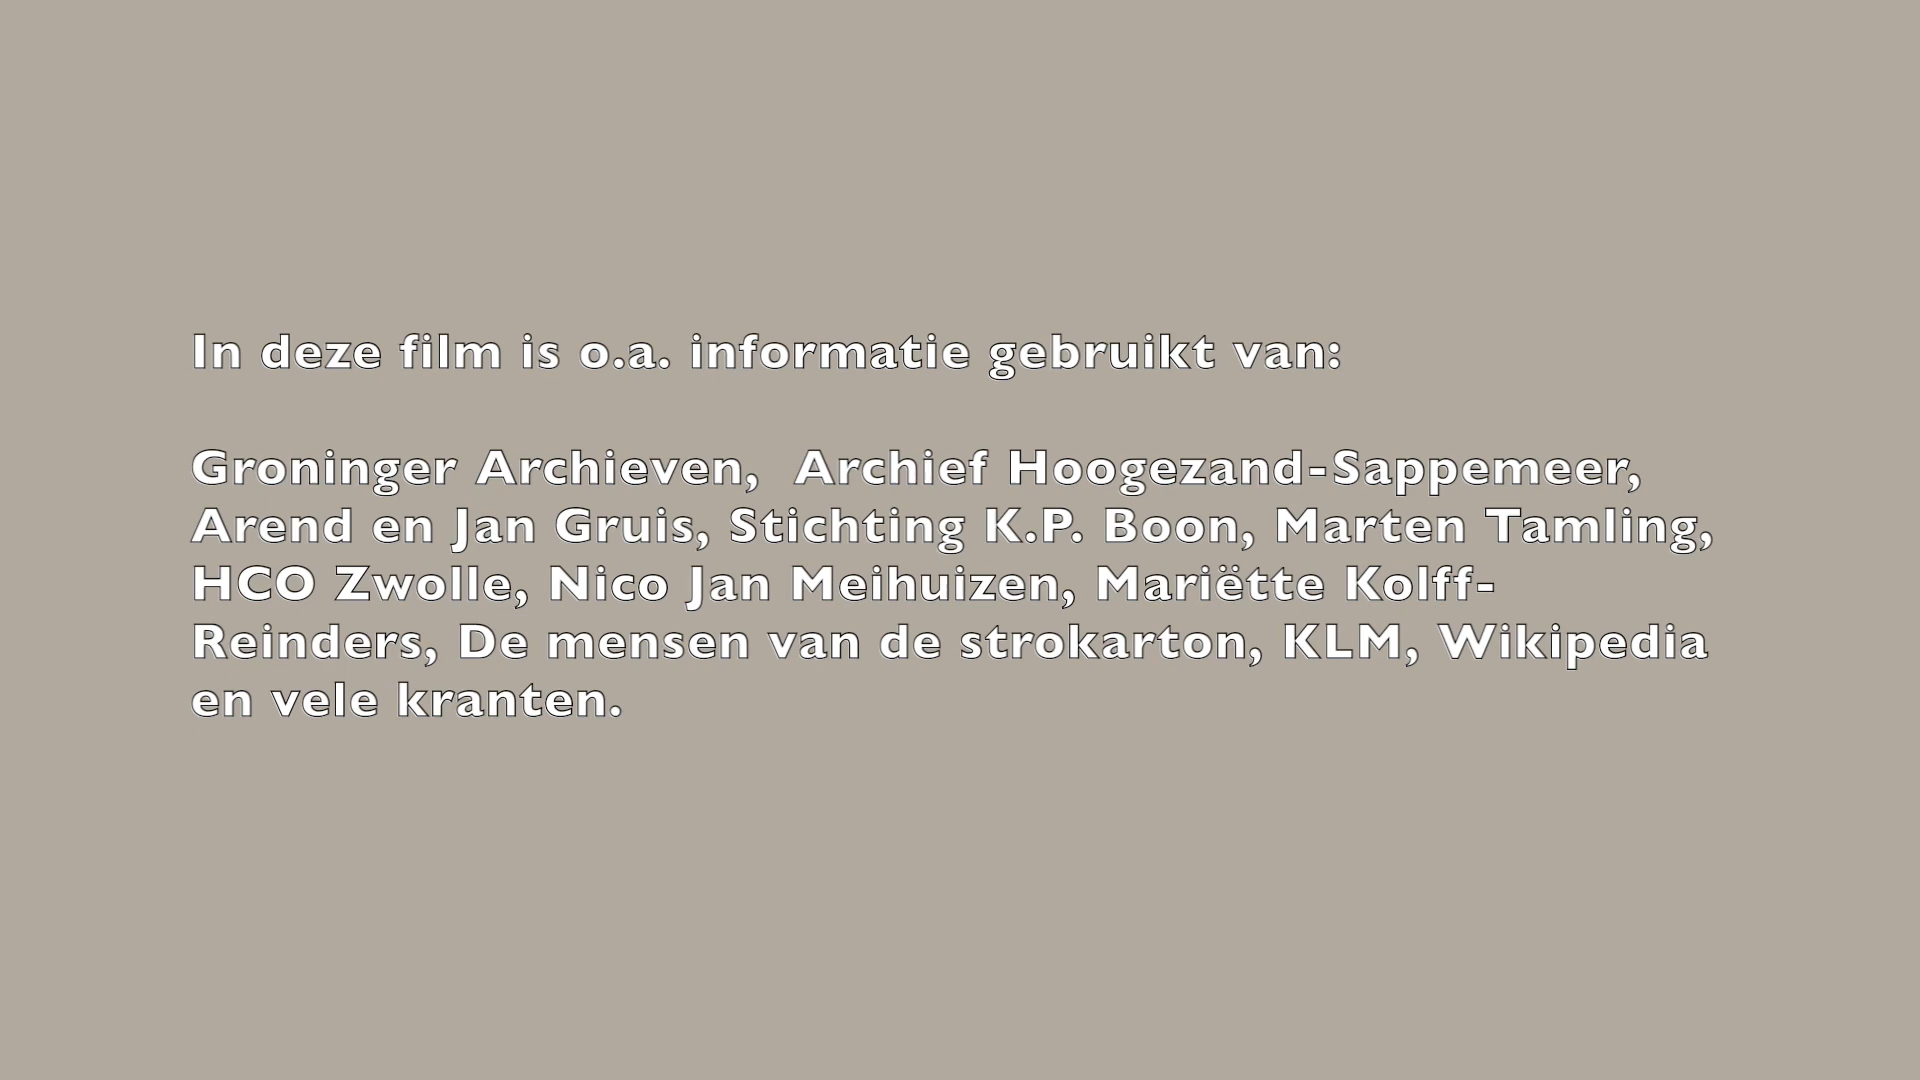 In deze film is o.a. informatie gebruikt van:
Groninger Archieven,  Archief Hoogezand-Sappemeer,
Arend en Jan Gruis, Stichting K.P. Boon, Marten Tamling,
HCO Zwolle, Nico Jan Meihuizen, Mariëtte Kolff-
Reinders, De mensen van de strokarton, KLM, Wikipedia
en vele kranten.